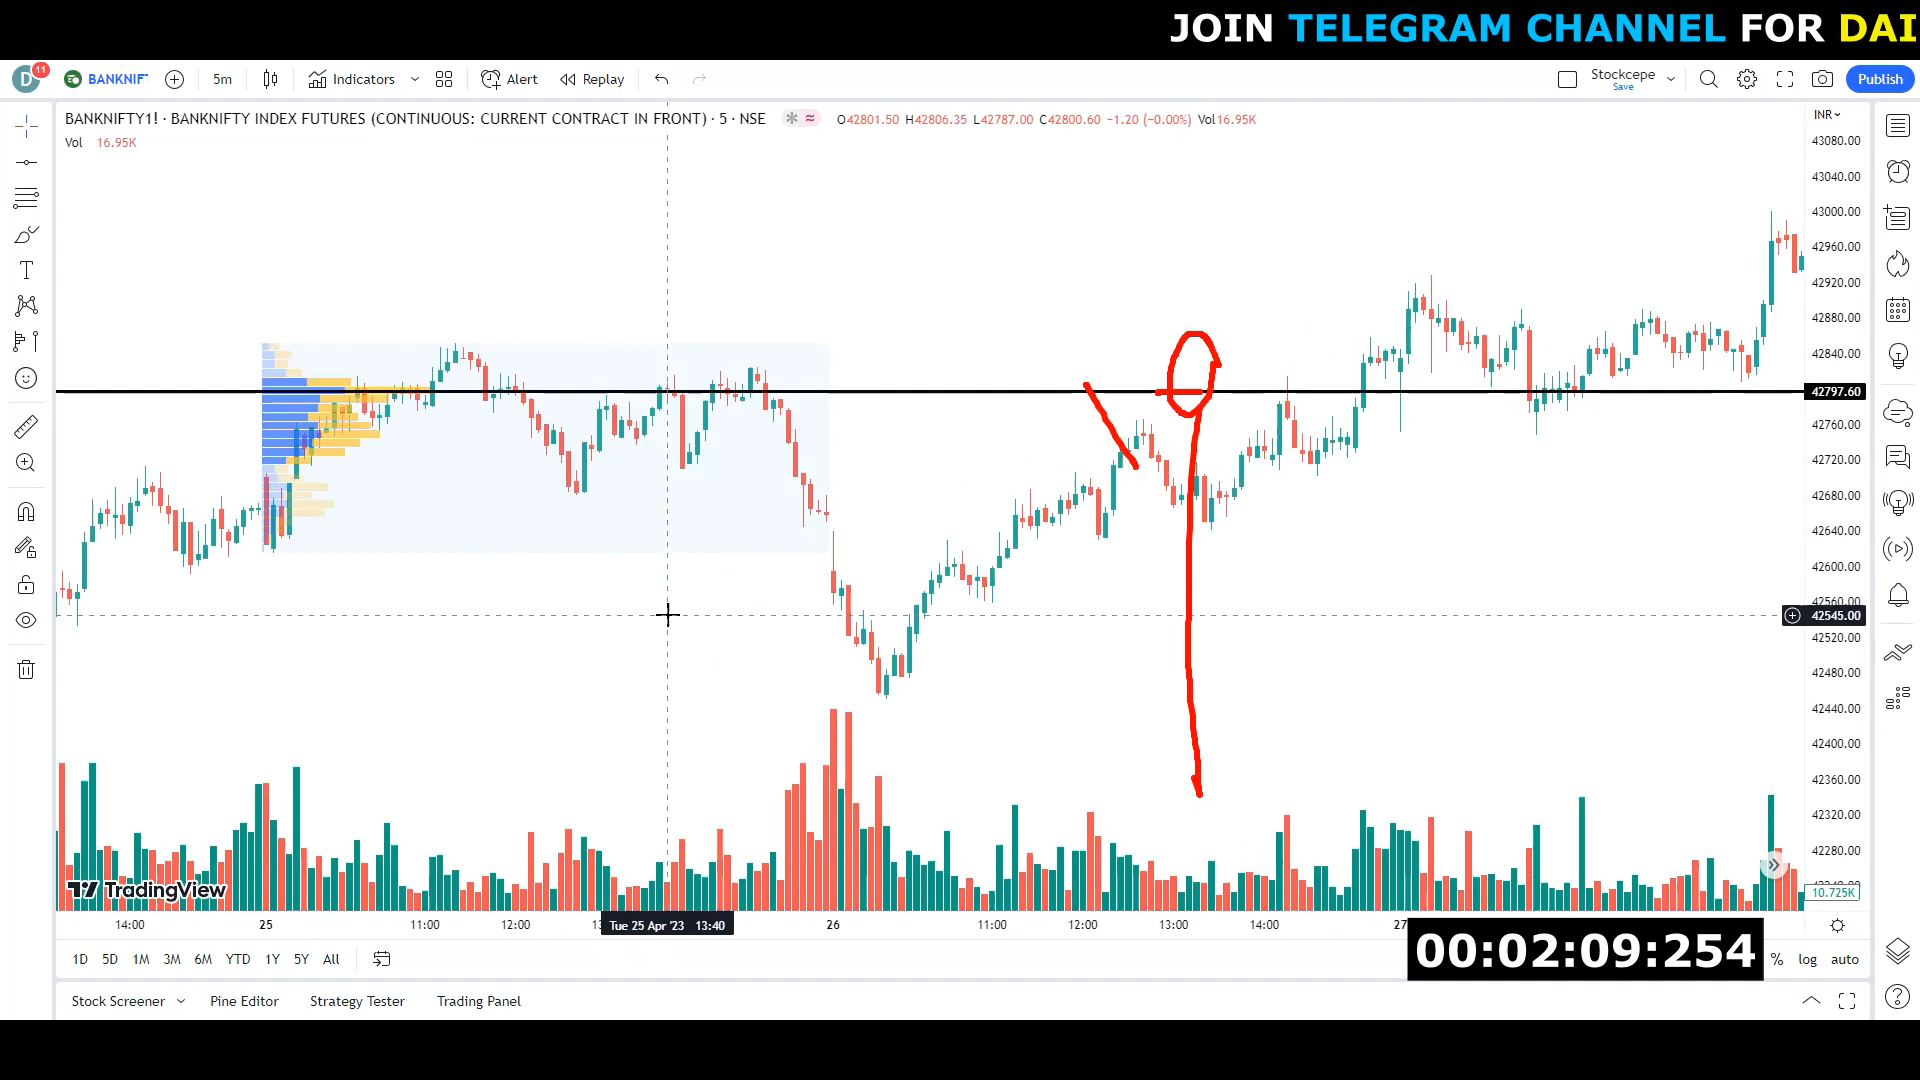 JOIN TELEGRAM CHANNEL FOR DAI
D 11 BANKNIF 5m Indicators Alert Replay Stockcepe Save Publish
BANKNIFTY1! · BANKNIFTY INDEX FUTURES (CONTINUOUS: CURRENT CONTRACT IN FRONT) · 5 · NSE O42801.50 H42806.35 L42787.00 C42800.60 −1.20 (−0.00%) Vol16.95K
Vol 16.95K
INR
43080.00
43040.00
43000.00
42960.00
42920.00
42880.00
42840.00
42797.60
42760.00
42720.00
42680.00
42640.00
42600.00
42560.00
42545.00
42520.00
42480.00
42440.00
42400.00
42360.00
42320.00
42280.00
10.725K
TradingView
14:00 25 11:00 12:00 Tue 25 Apr '23 13:40 26 11:00 12:00 13:00 14:00 27
00:02:09:254
1D 5D 1M 3M 6M YTD 1Y 5Y All % log auto
Stock Screener Pine Editor Strategy Tester Trading Panel